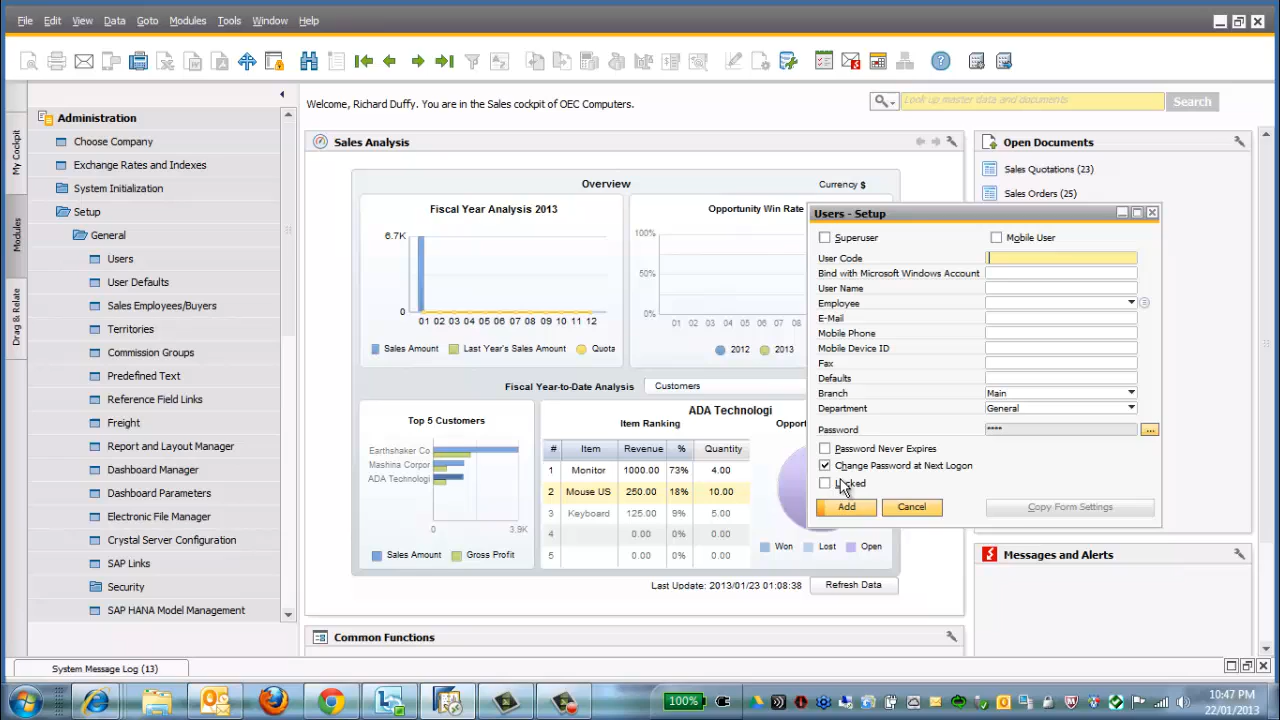 File Edit View Data Goto Modules Tools Window Help
My Cockpit
Modules
Drag & Relate
Administration
Choose Company
Exchange Rates and Indexes
System Initialization
Setup
General
Users
User Defaults
Sales Employees/Buyers
Territories
Commission Groups
Predefined Text
Reference Field Links
Freight
Report and Layout Manager
Dashboard Manager
Dashboard Parameters
Electronic File Manager
Crystal Server Configuration
SAP Links
Security
SAP HANA Model Management
Welcome, Richard Duffy. You are in the Sales cockpit of OEC Computers.
Look up master data and documents
Search
Sales Analysis
Overview
Currency $
Fiscal Year Analysis 2013
6.7K
0
01 02 03 04 05 06 07 08 09 10 11 12
Sales Amount Last Year's Sales Amount Quota
Opportunity Win Rate
100%
50%
0%
01 02 03 04 05 06 07 08
2012 2013
Fiscal Year-to-Date Analysis
Customers
Top 5 Customers
Earthshaker Co
Mashina Corpor
ADA Technologi
0 3.9K
Sales Amount Gross Profit
ADA Technologi
Item Ranking
# Item Revenue % Quantity
1 Monitor 1000.00 73% 4.00
2 Mouse US 250.00 18% 10.00
3 Keyboard 125.00 9% 5.00
4 0.00 0% 0.00
5 0.00 0% 0.00
Opport
Won Lost Open
Last Update: 2013/01/23 01:08:38
Refresh Data
Common Functions
Open Documents
Sales Quotations (23)
Sales Orders (25)
Users - Setup
Superuser
Mobile User
User Code
Bind with Microsoft Windows Account
User Name
Employee
E-Mail
Mobile Phone
Mobile Device ID
Fax
Defaults
Branch Main
Department General
Password ****
Password Never Expires
Change Password at Next Logon
Locked
Add
Cancel
Copy Form Settings
Messages and Alerts
System Message Log (13)
100%
10:47 PM
22/01/2013